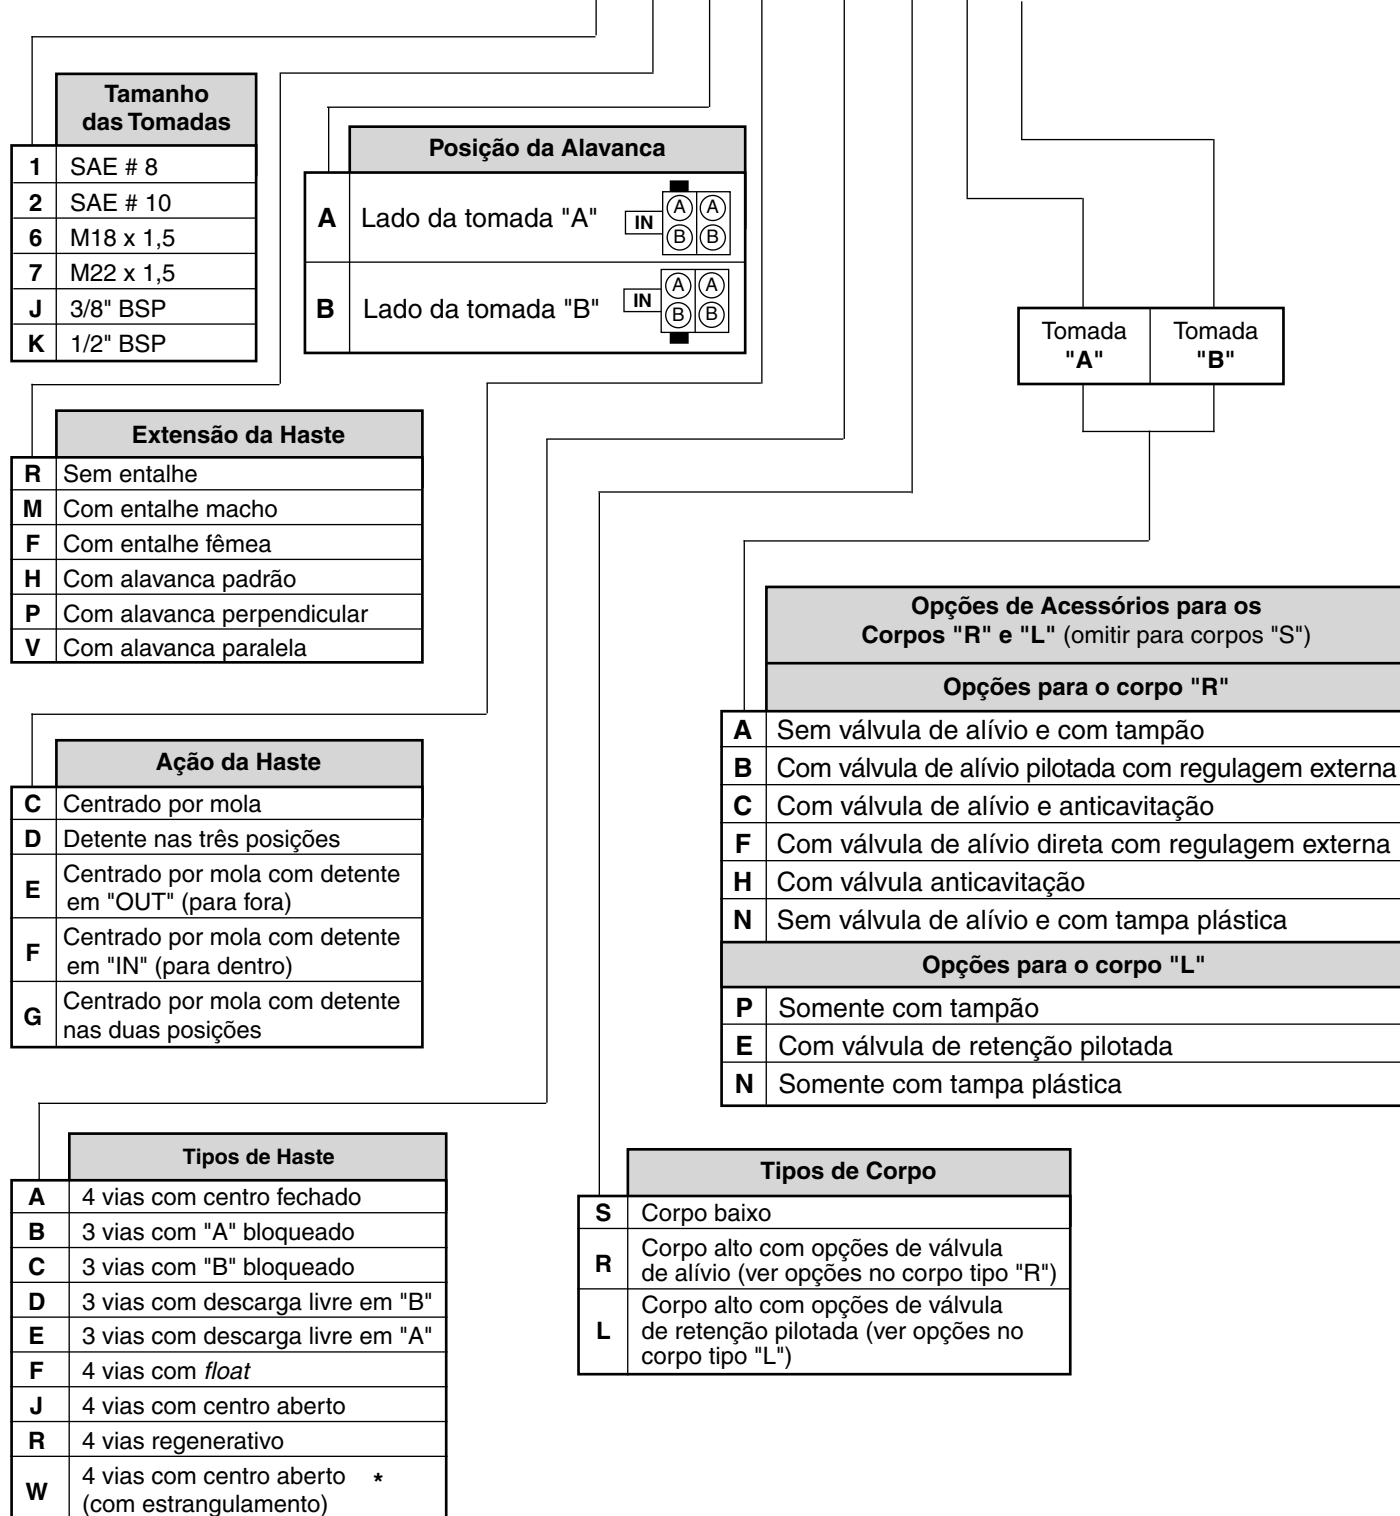 Tamanho
das Tomadas
1 SAE # 8
2 SAE # 10
6 M18 x 1,5
7 M22 x 1,5
J 3/8" BSP
K 1/2" BSP
Posição da Alavanca
A Lado da tomada "A" IN A A B B
B Lado da tomada "B" IN A A B B
Tomada "A"
Tomada "B"
Extensão da Haste
R Sem entalhe
M Com entalhe macho
F Com entalhe fêmea
H Com alavanca padrão
P Com alavanca perpendicular
V Com alavanca paralela
Opções de Acessórios para os
Corpos "R" e "L" (omitir para corpos "S")
Opções para o corpo "R"
A Sem válvula de alívio e com tampão
B Com válvula de alívio pilotada com regulagem externa
C Com válvula de alívio e anticavitação
F Com válvula de alívio direta com regulagem externa
H Com válvula anticavitação
N Sem válvula de alívio e com tampa plástica
Opções para o corpo "L"
P Somente com tampão
E Com válvula de retenção pilotada
N Somente com tampa plástica
Ação da Haste
C Centrado por mola
D Detente nas três posições
E Centrado por mola com detente
em "OUT" (para fora)
F Centrado por mola com detente
em "IN" (para dentro)
G Centrado por mola com detente
nas duas posições
Tipos de Haste
A 4 vias com centro fechado
B 3 vias com "A" bloqueado
C 3 vias com "B" bloqueado
D 3 vias com descarga livre em "B"
E 3 vias com descarga livre em "A"
F 4 vias com float
J 4 vias com centro aberto
R 4 vias regenerativo
W 4 vias com centro aberto *
(com estrangulamento)
Tipos de Corpo
S Corpo baixo
R Corpo alto com opções de válvula
de alívio (ver opções no corpo tipo "R")
L Corpo alto com opções de válvula
de retenção pilotada (ver opções no
corpo tipo "L")